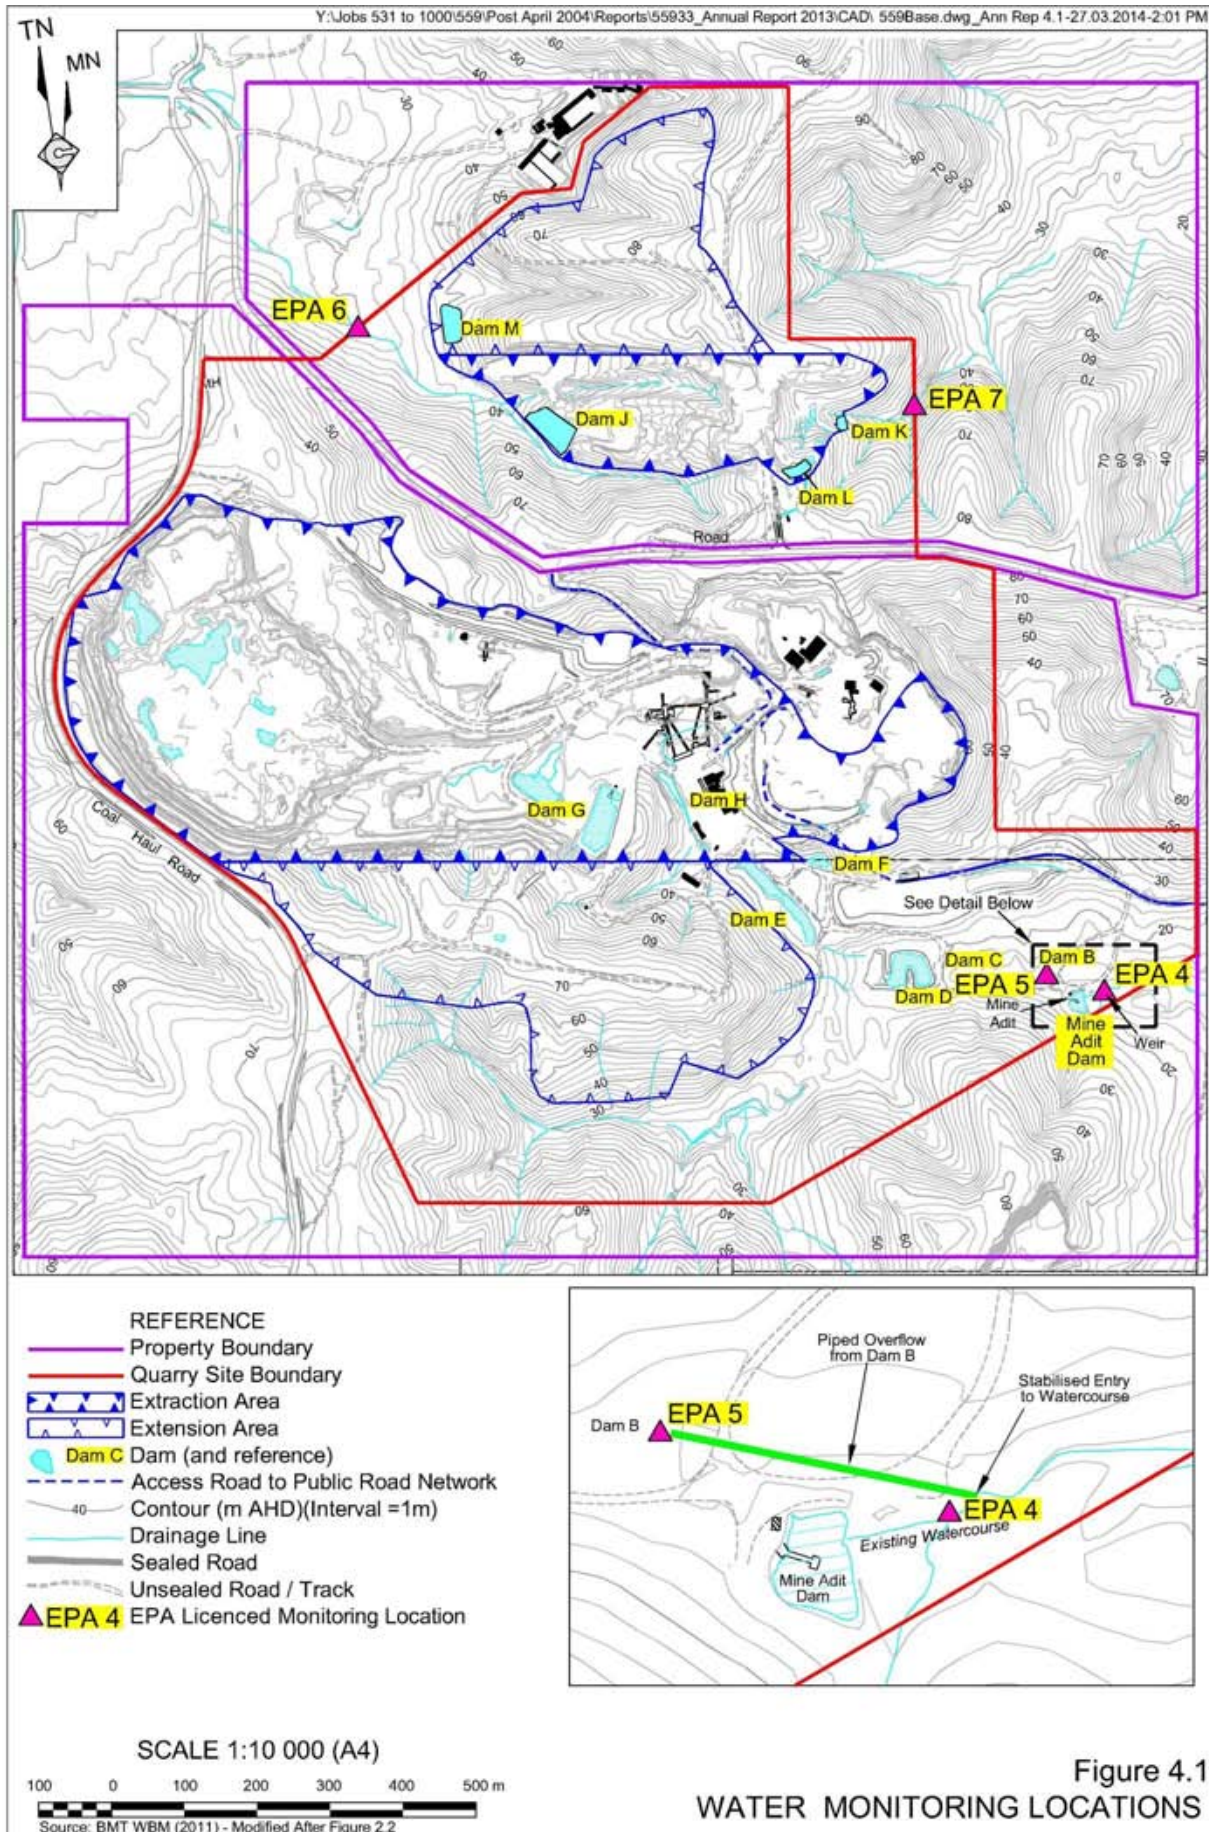 Y:\Jobs 531 to 1000\559\Post April 2004\Reports\55933_Annual Report 2013\CAD\ 559Base.dwg_Ann Rep 4.1-27.03.2014-2:01 PM
TN
MN
EPA 6
Dam M
EPA 7
Dam J
Dam K
Dam L
Road
Dam G
Dam H
Coal Haul Road
Dam F
See Detail Below
Dam E
Dam C
Dam B
EPA 5
EPA 4
Dam D
Mine
Adit
Mine
Adit
Dam
Weir
REFERENCE
Property Boundary
Quarry Site Boundary
Extraction Area
Extension Area
Dam C Dam (and reference)
Access Road to Public Road Network
40 Contour (m AHD)(Interval =1m)
Drainage Line
Sealed Road
Unsealed Road / Track
EPA 4 EPA Licenced Monitoring Location
Piped Overflow
from Dam B
Stabilised Entry
to Watercourse
Dam B
EPA 5
EPA 4
Existing Watercourse
Mine Adit
Dam
SCALE 1:10 000 (A4)
100 0 100 200 300 400 500 m
Source: BMT WBM (2011) - Modified After Figure 2.2
Figure 4.1
WATER MONITORING LOCATIONS